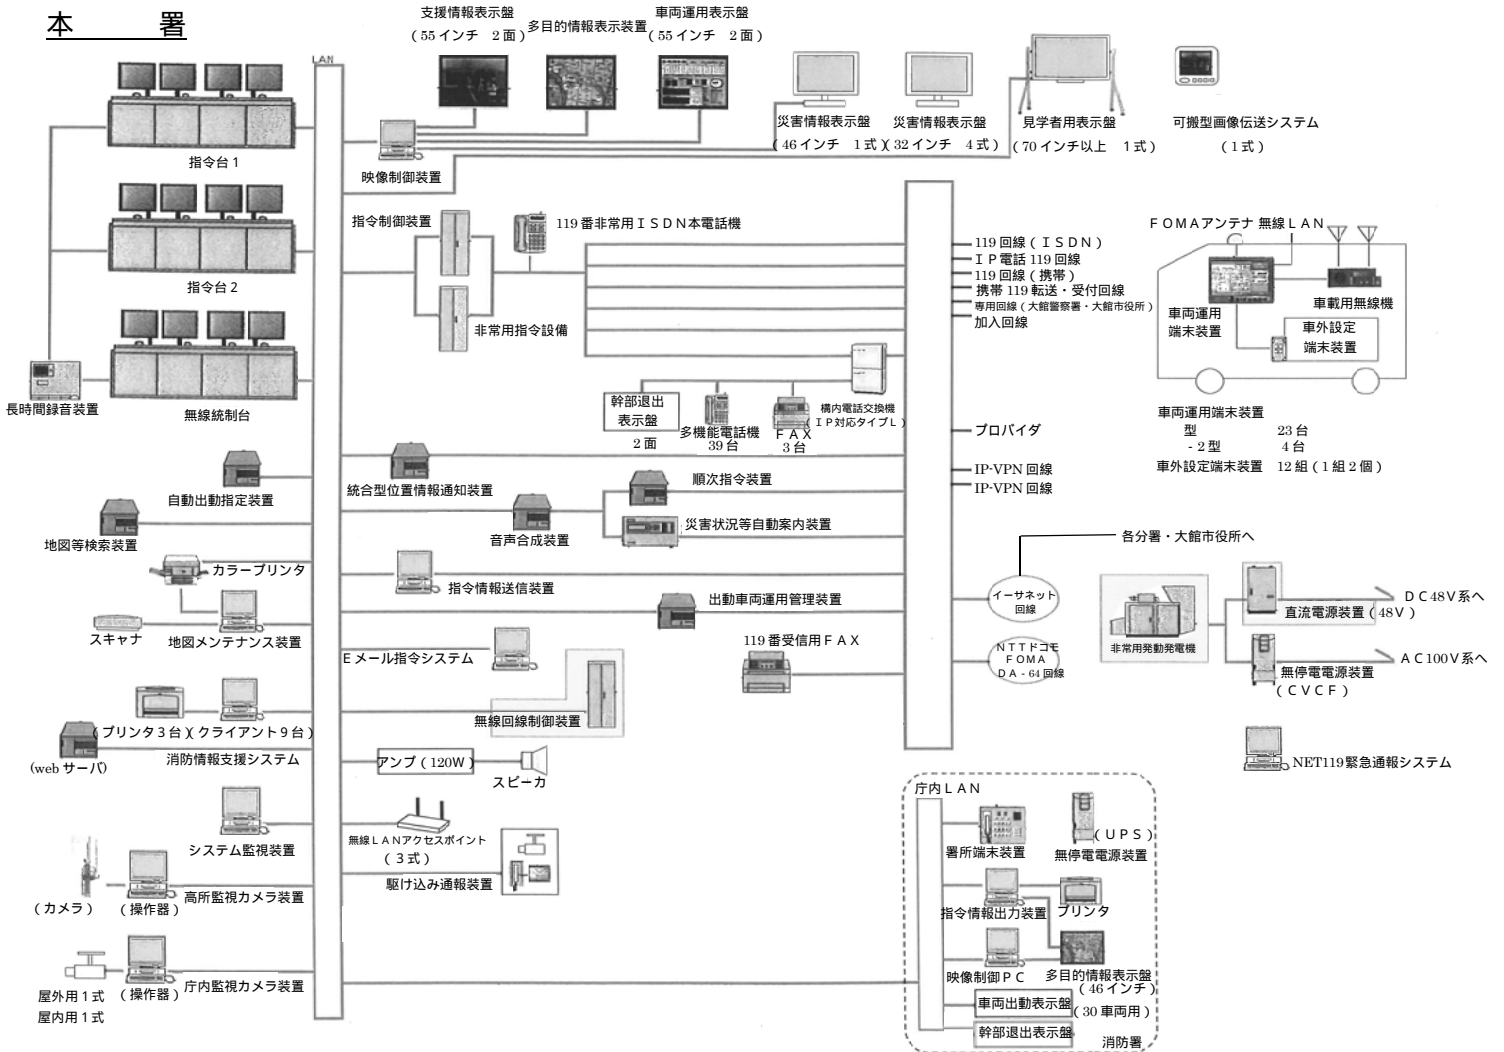 本　署
支援情報表示盤
(55インチ　2面)
多目的情報表示装置
車両運用表示盤
(55インチ　2面)
LAN
指令台1
映像制御装置
災害情報表示盤
(46インチ　1式)
災害情報表示盤
(32インチ　4式)
見学者用表示盤
(70インチ以上　1式)
可搬型画像伝送システム
(1式)
指令台2
指令制御装置
119番非常用ISDN本電話機
非常用指令設備
119回線(ISDN)
IP電話119回線
119回線(携帯)
携帯119転送・受付回線
専用回線(大館警察署・大館市役所)
加入回線
FOMAアンテナ 無線LAN
車両運用
端末装置
車載用無線機
車外設定
端末装置
長時間録音装置
無線統制台
幹部退出
表示盤
2面
多機能電話機
39台
FAX
3台
構内電話交換機
(IP対応タイプL)
プロバイダ
IP-VPN回線
IP-VPN回線
車両運用端末装置
型　23台
-2型　4台
車外設定端末装置　12組(1組2個)
自動出動指定装置
統合型位置情報通知装置
順次指令装置
地図等検索装置
音声合成装置
災害状況等自動案内装置
カラープリンタ
指令情報送信装置
各分署・大館市役所へ
イーサネット
回線
スキャナ
地図メンテナンス装置
出動車両運用管理装置
Eメール指令システム
119番受信用FAX
NTTドコモ
FOMA
DA-64回線
非常用発動発電機
直流電源装置(48V)
DC48V系へ
無停電電源装置
(CVCF)
AC100V系へ
(プリンタ3台)(クライアント9台)
無線回線制御装置
(webサーバ)
消防情報支援システム
アンプ(120W)
スピーカ
NET119緊急通報システム
システム監視装置
無線LANアクセスポイント
(3式)
駆け込み通報装置
(カメラ)
(操作器)
高所監視カメラ装置
屋外用1式
屋内用1式
(操作器)
庁内監視カメラ装置
庁内LAN
署所端末装置
(UPS)
無停電電源装置
指令情報出力装置
プリンタ
映像制御PC
多目的情報表示盤
(46インチ)
車両出動表示盤
(30車両用)
幹部退出表示盤
消防署